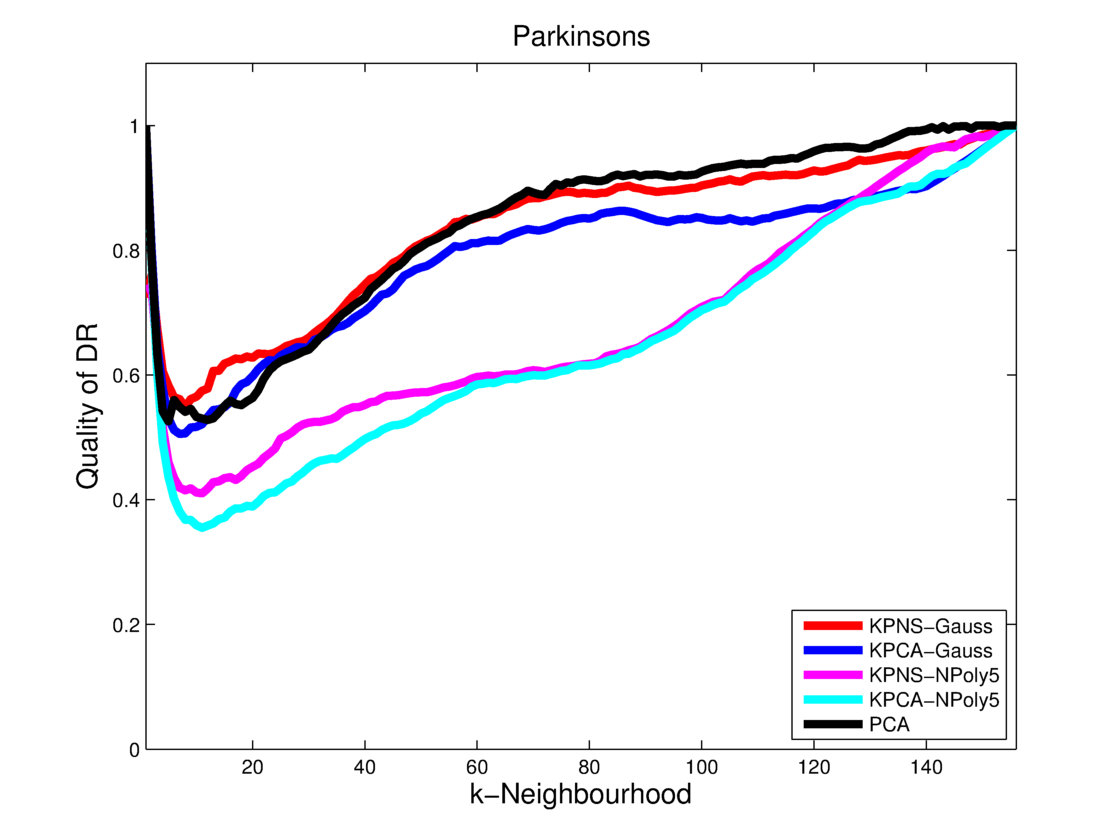 Parkinsons
Quality of DR
1
0.8
0.6
0.4
0.2
0
20 40 60 80 100 120 140
k−Neighbourhood
KPNS−Gauss
KPCA−Gauss
KPNS−NPoly5
KPCA−NPoly5
PCA